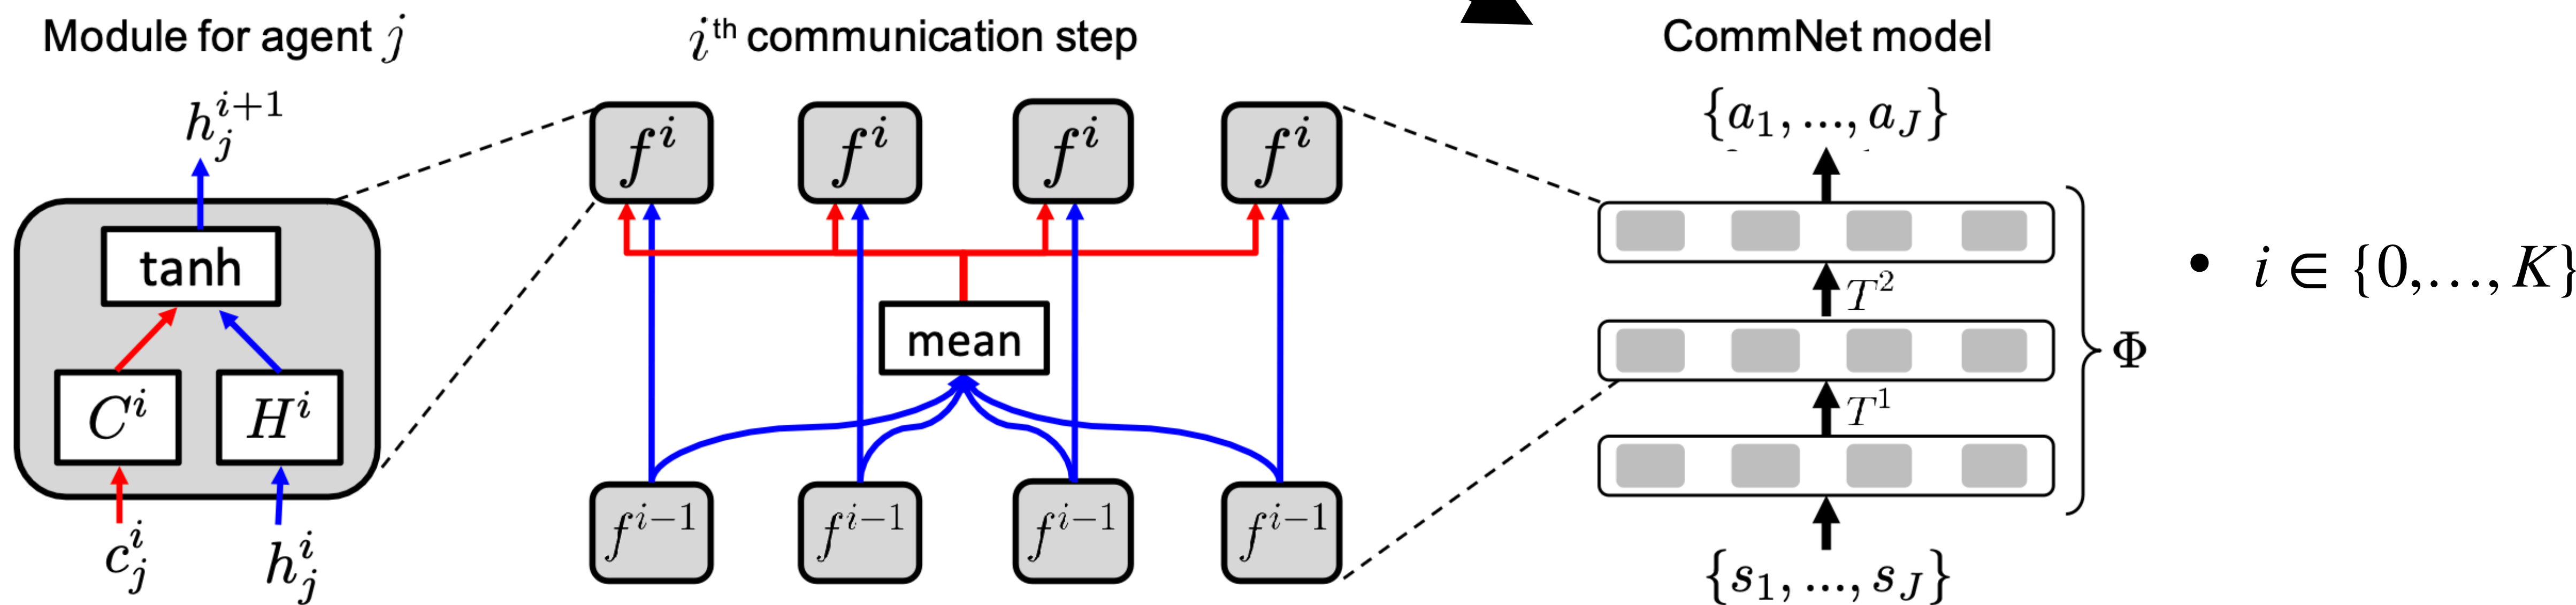 Module for agent j
h_j^{i+1}
tanh
C^i
H^i
c_j^i
h_j^i
i^th communication step
f^i f^i f^i f^i
mean
f^{i-1} f^{i-1} f^{i-1} f^{i-1}
CommNet model
{a_1, ..., a_J}
T^2
T^1
{s_1, ..., s_J}
Φ
• i ∈ {0,…, K}